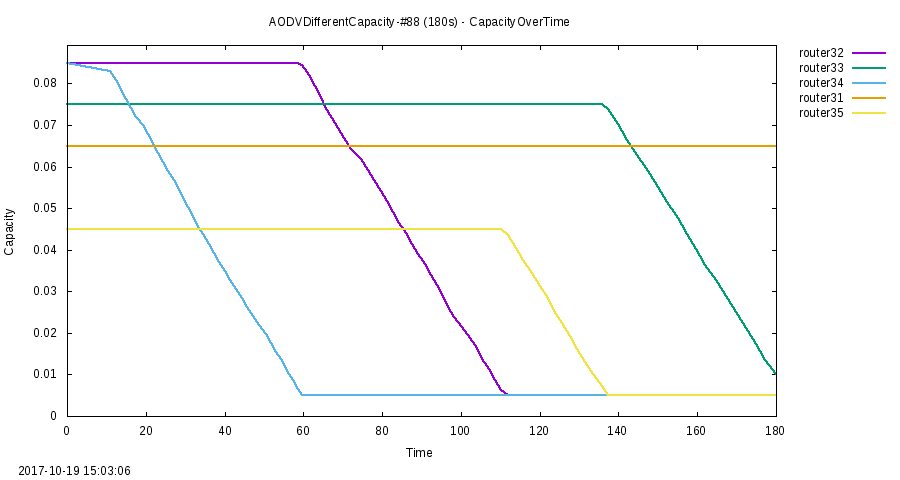 AODVDifferentCapacity-#88 (180s) - CapacityOverTime
router32
router33
router34
router31
router35
0.08
0.07
0.06
0.05
0.04
0.03
0.02
0.01
0
Capacity
0 20 40 60 80 100 120 140 160 180
Time
2017-10-19 15:03:06